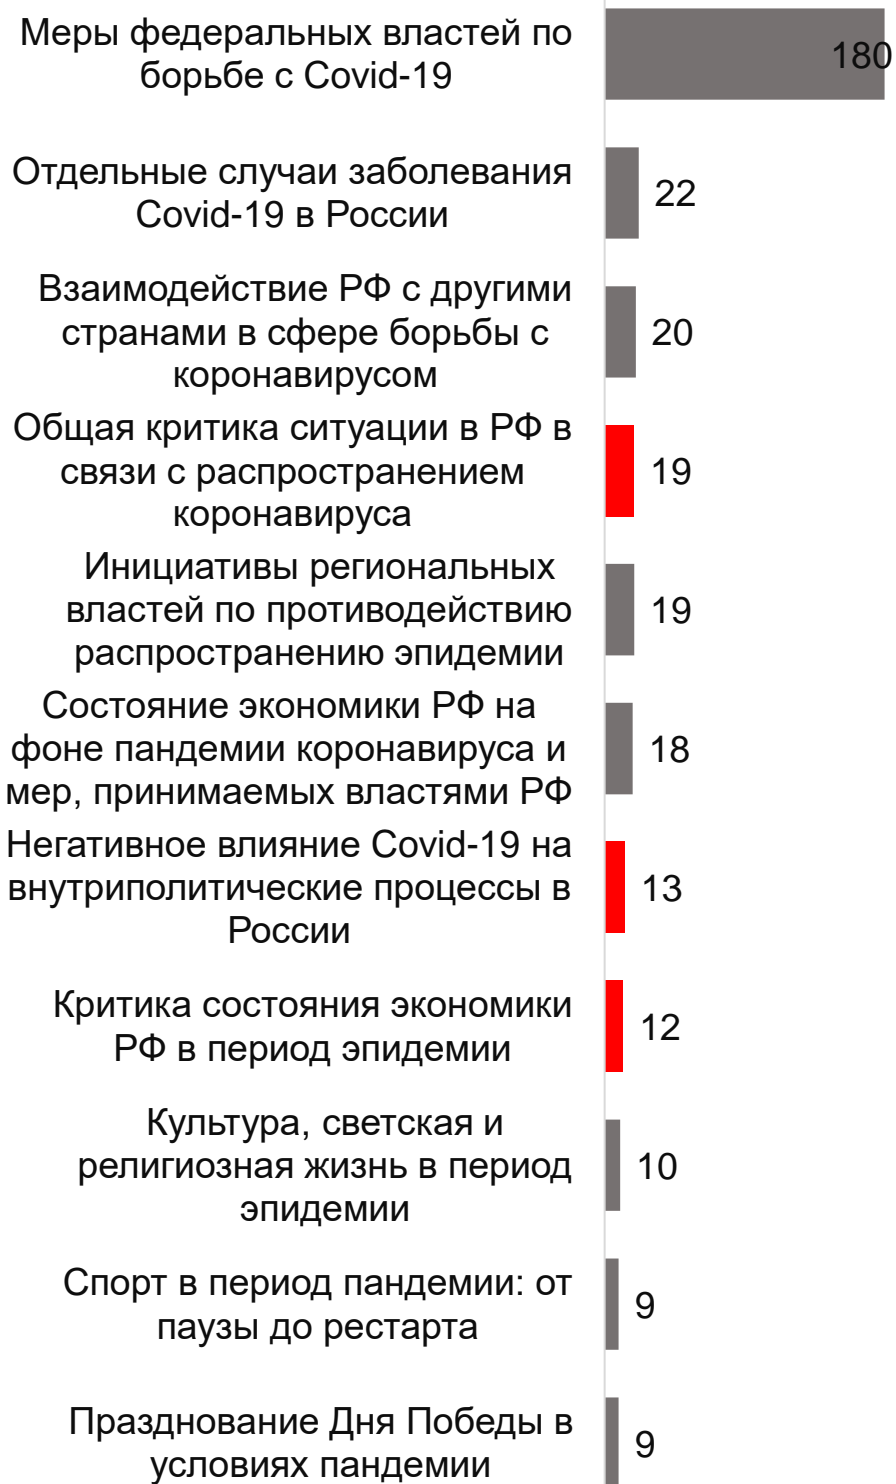 Меры федеральных властей по
борьбе с Covid-19
180
Отдельные случаи заболевания
Covid-19 в России
22
Взаимодействие РФ с другими
странами в сфере борьбы с
коронавирусом
20
Общая критика ситуации в РФ в
связи с распространением
коронавируса
19
Инициативы региональных
властей по противодействию
распространению эпидемии
19
Состояние экономики РФ на
фоне пандемии коронавируса и
мер, принимаемых властями РФ
18
Негативное влияние Covid-19 на
внутриполитические процессы в
России
13
Критика состояния экономики
РФ в период эпидемии
12
Культура, светская и
религиозная жизнь в период
эпидемии
10
Спорт в период пандемии: от
паузы до рестарта
9
Празднование Дня Победы в
условиях пандемии
9